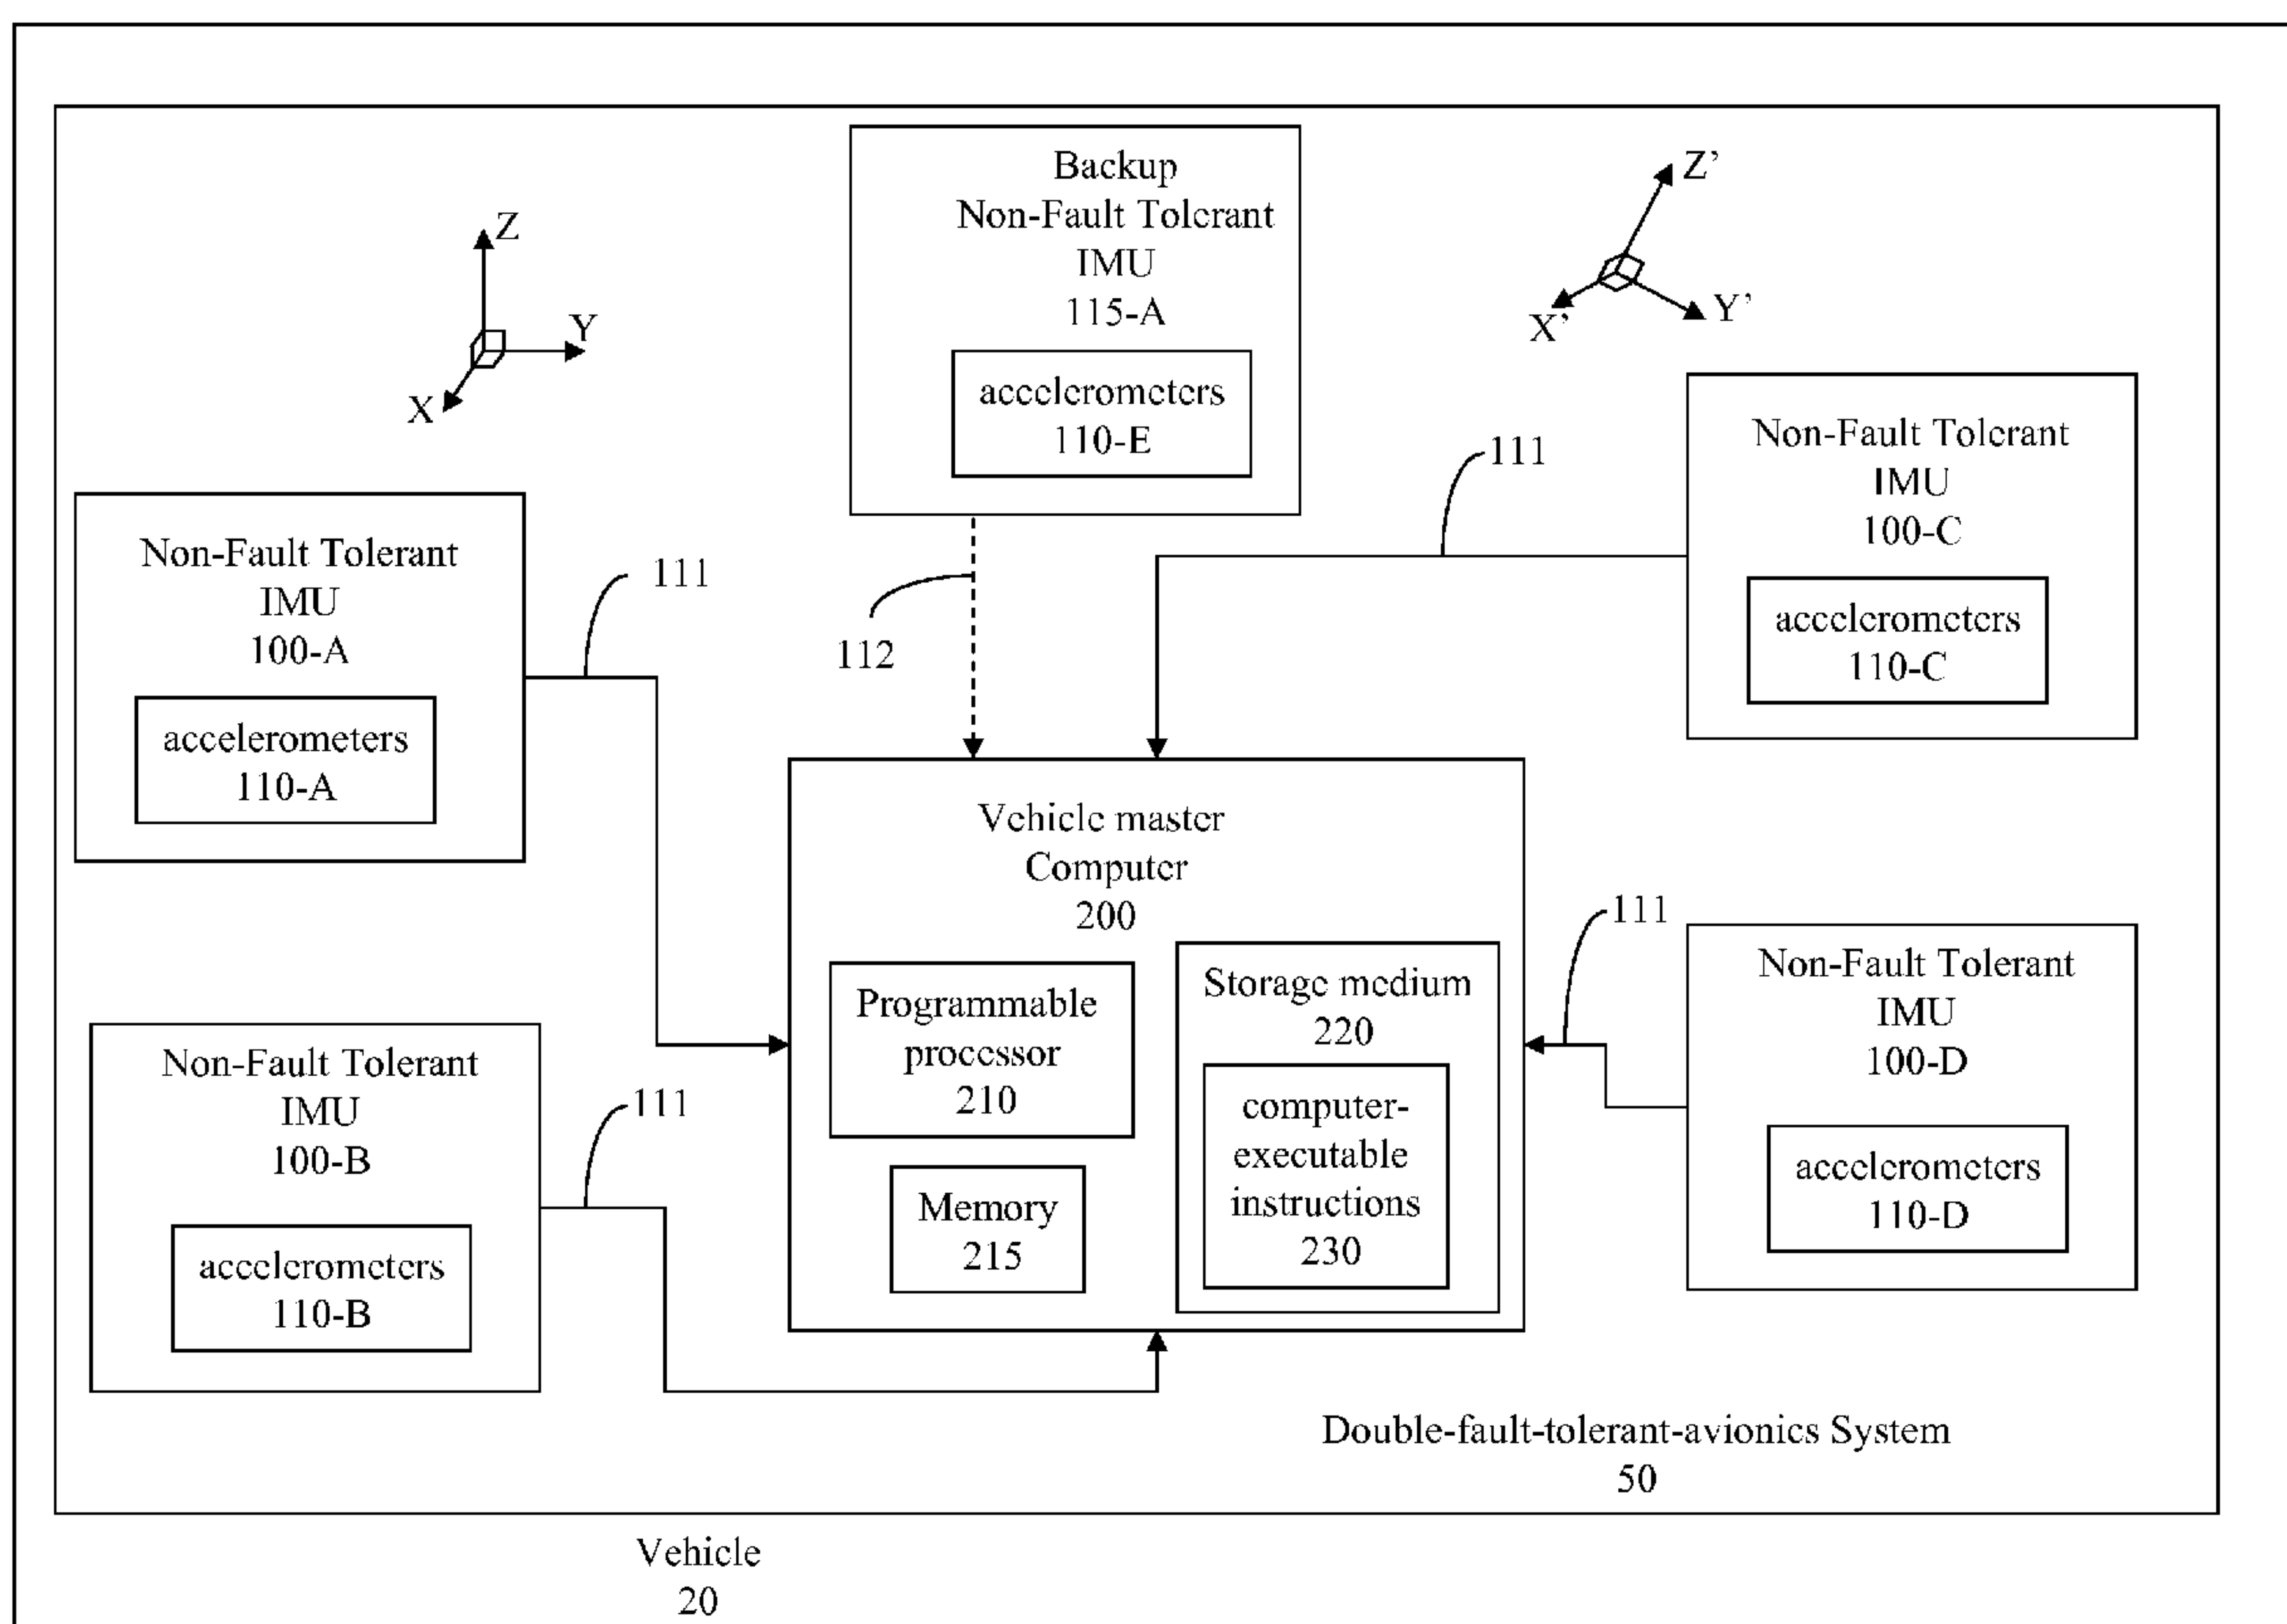 Backup
Non-Fault Tolerant
IMU
115-A
accelerometers
110-E
Z
Y
X
Z’
Y’
X’
Non-Fault Tolerant
IMU
100-A
accelerometers
110-A
111
112
111
Non-Fault Tolerant
IMU
100-C
accelerometers
110-C
Vehicle master
Computer
200
Programmable
processor
210
Memory
215
Storage medium
220
computer-
executable
instructions
230
Non-Fault Tolerant
IMU
100-B
accelerometers
110-B
111
111
Non-Fault Tolerant
IMU
100-D
accelerometers
110-D
Double-fault-tolerant-avionics System
50
Vehicle
20